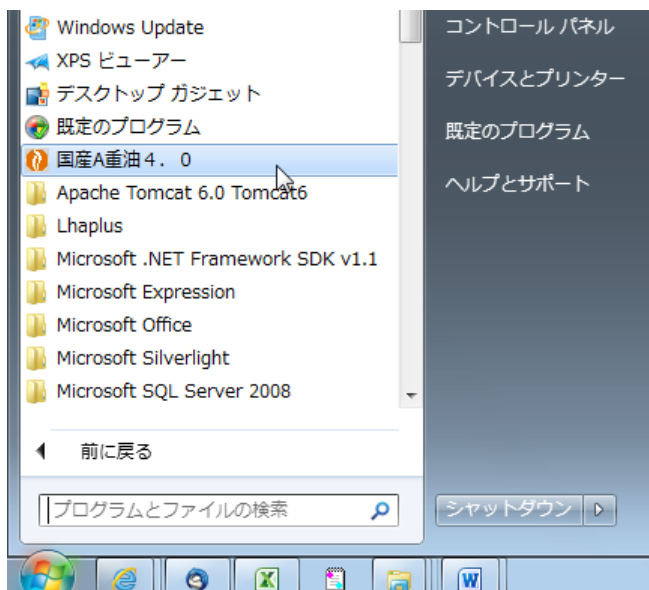 Windows Update
XPS ビューアー
デスクトップ ガジェット
既定のプログラム
国産A重油４．０
Apache Tomcat 6.0 Tomcat6
Lhaplus
Microsoft .NET Framework SDK v1.1
Microsoft Expression
Microsoft Office
Microsoft Silverlight
Microsoft SQL Server 2008
前に戻る
プログラムとファイルの検索
コントロール パネル
デバイスとプリンター
既定のプログラム
ヘルプとサポート
シャットダウン